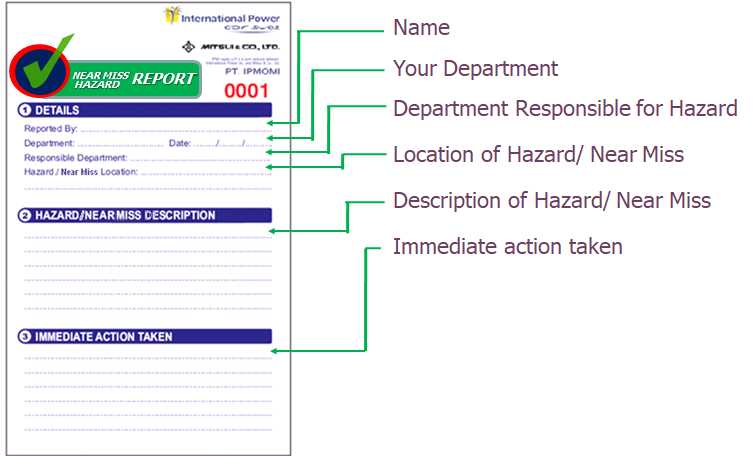 International Power
GDF SUEZ
MITSUI & CO., LTD.
PT. IPMOMI
NEAR MISS
HAZARD REPORT
0001
1 DETAILS
Reported By:
Department: Date: ....../....../......
Responsible Department:
Hazard / Near Miss Location:
2 HAZARD/NEAR MISS DESCRIPTION
3 IMMEDIATE ACTION TAKEN
Name
Your Department
Department Responsible for Hazard
Location of Hazard/ Near Miss
Description of Hazard/ Near Miss
Immediate action taken